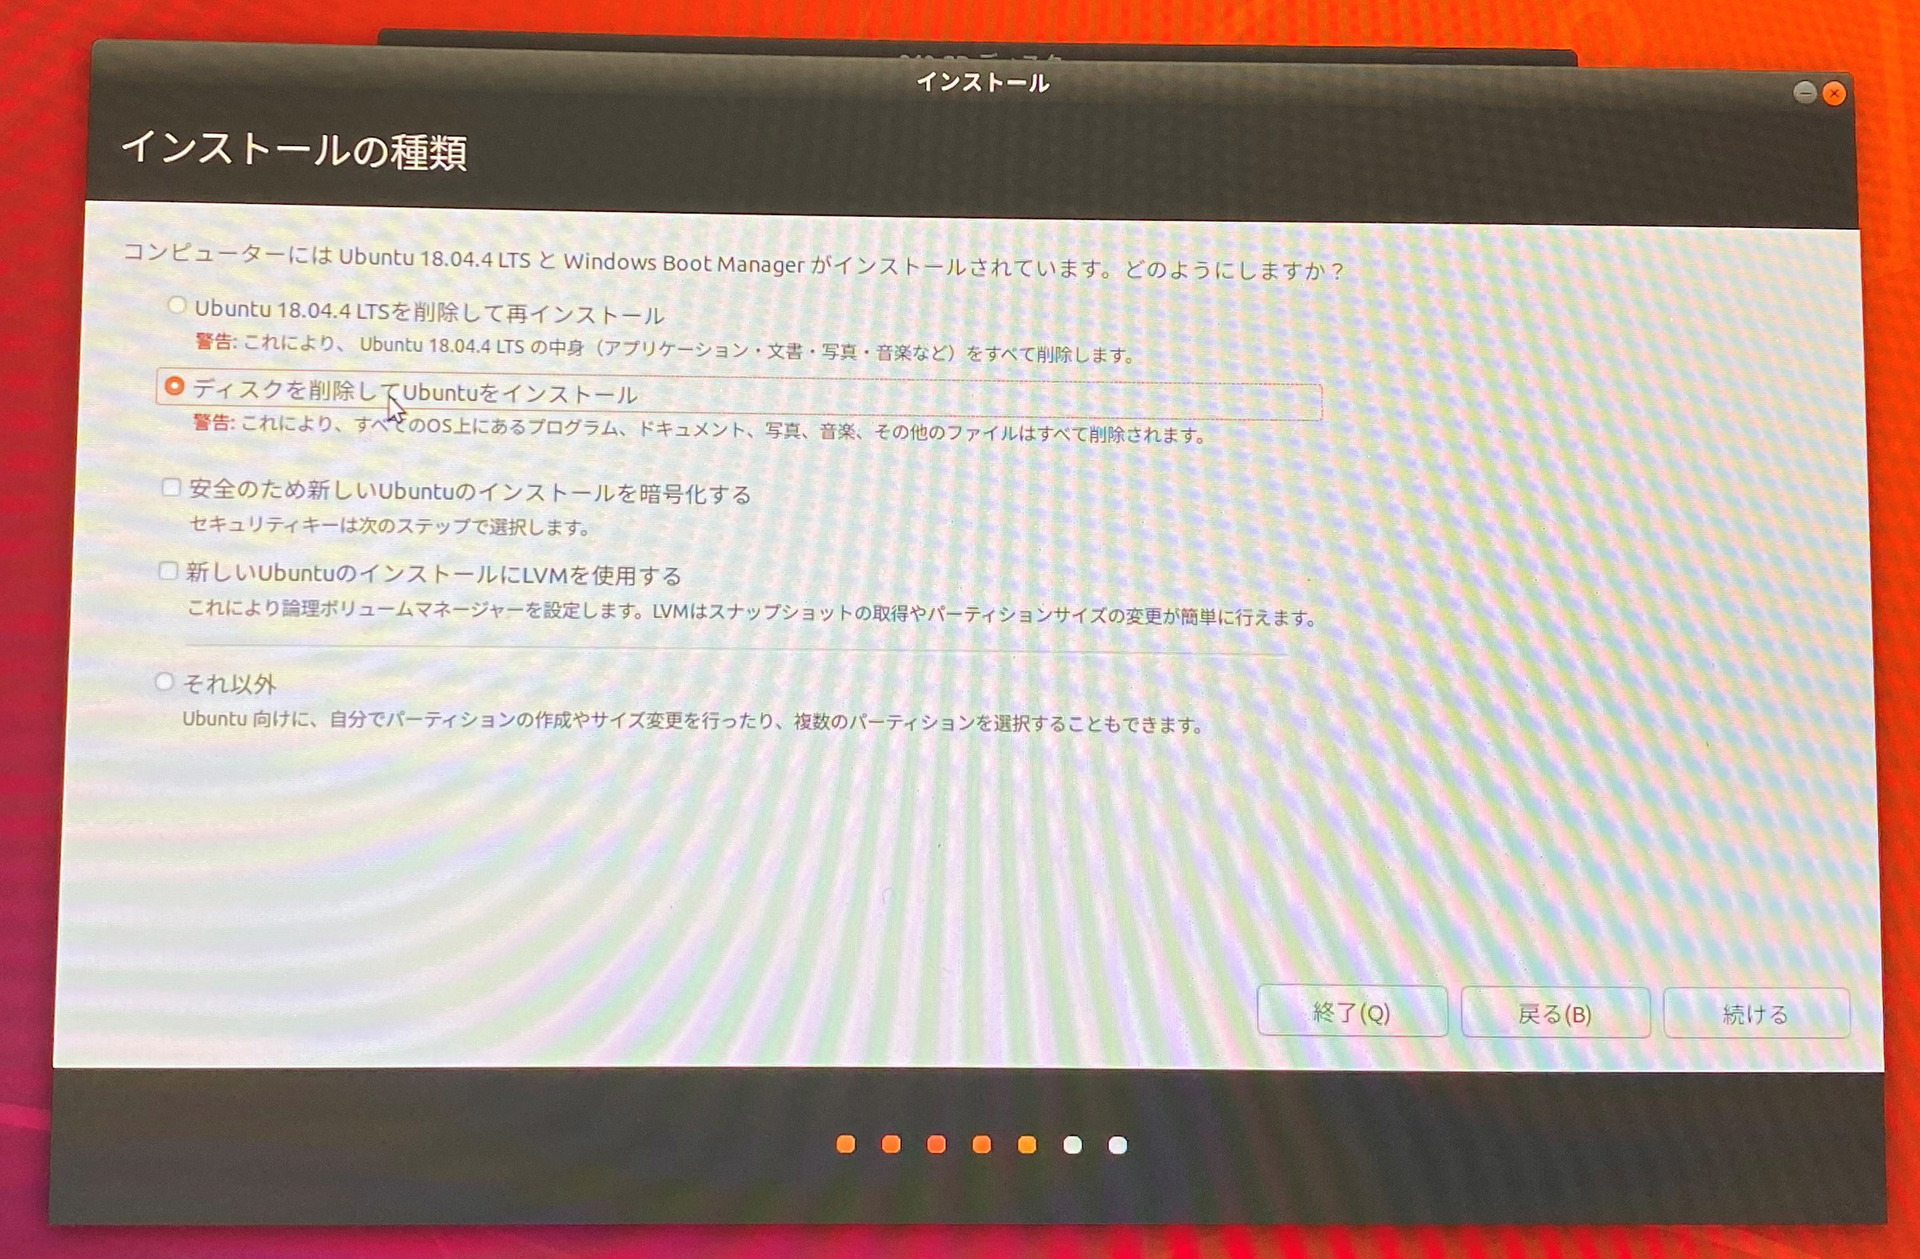 インストール
インストールの種類
コンピューターには Ubuntu 18.04.4 LTS と Windows Boot Manager がインストールされています。どのようにしますか？
Ubuntu 18.04.4 LTSを削除して再インストール
警告: これにより、 Ubuntu 18.04.4 LTS の中身（アプリケーション・文書・写真・音楽など）をすべて削除します。
ディスクを削除してUbuntuをインストール
警告: これにより、すべてのOS上にあるプログラム、ドキュメント、写真、音楽、その他のファイルはすべて削除されます。
安全のため新しいUbuntuのインストールを暗号化する
セキュリティキーは次のステップで選択します。
新しいUbuntuのインストールにLVMを使用する
これにより論理ボリュームマネージャーを設定します。LVMはスナップショットの取得やパーティションサイズの変更が簡単に行えます。
それ以外
Ubuntu 向けに、自分でパーティションの作成やサイズ変更を行ったり、複数のパーティションを選択することもできます。
終了(Q)
戻る(B)
続ける